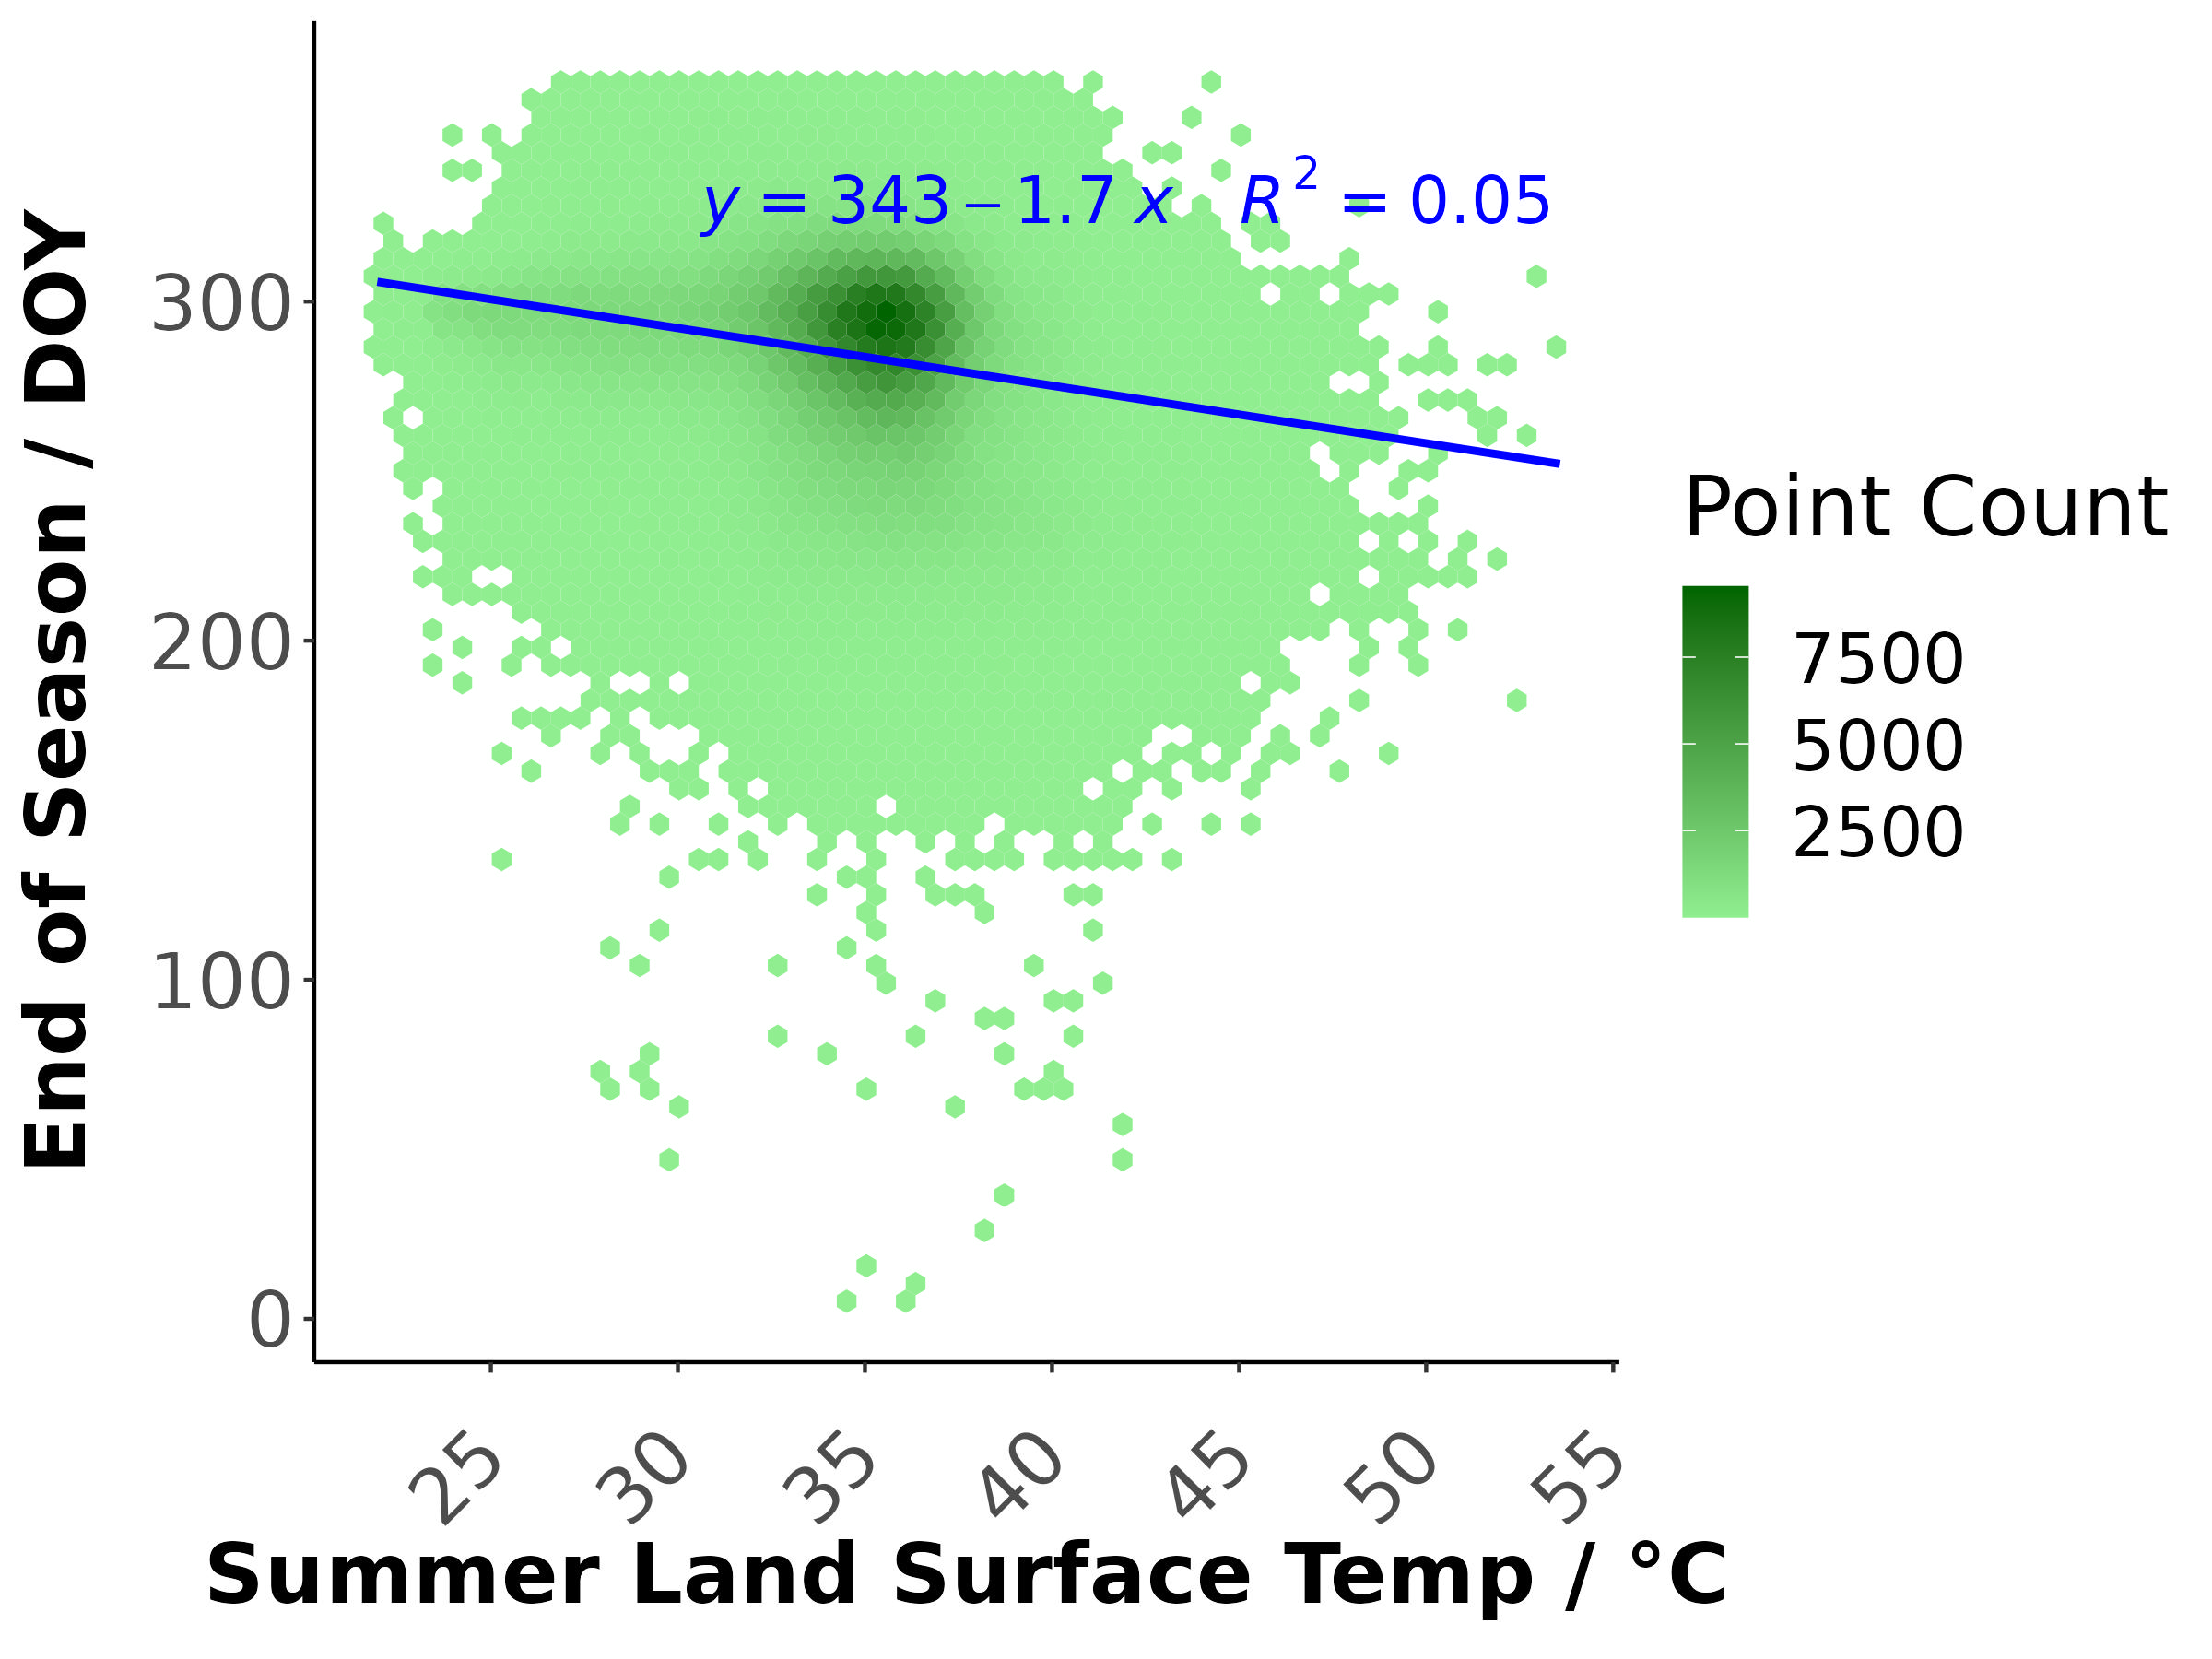 y = 343 – 1.7 x R² = 0.05
End of Season / DOY
300
200
100
0
Point Count
7500
5000
2500
25 30 35 40 45 50 55
Summer Land Surface Temp / °C